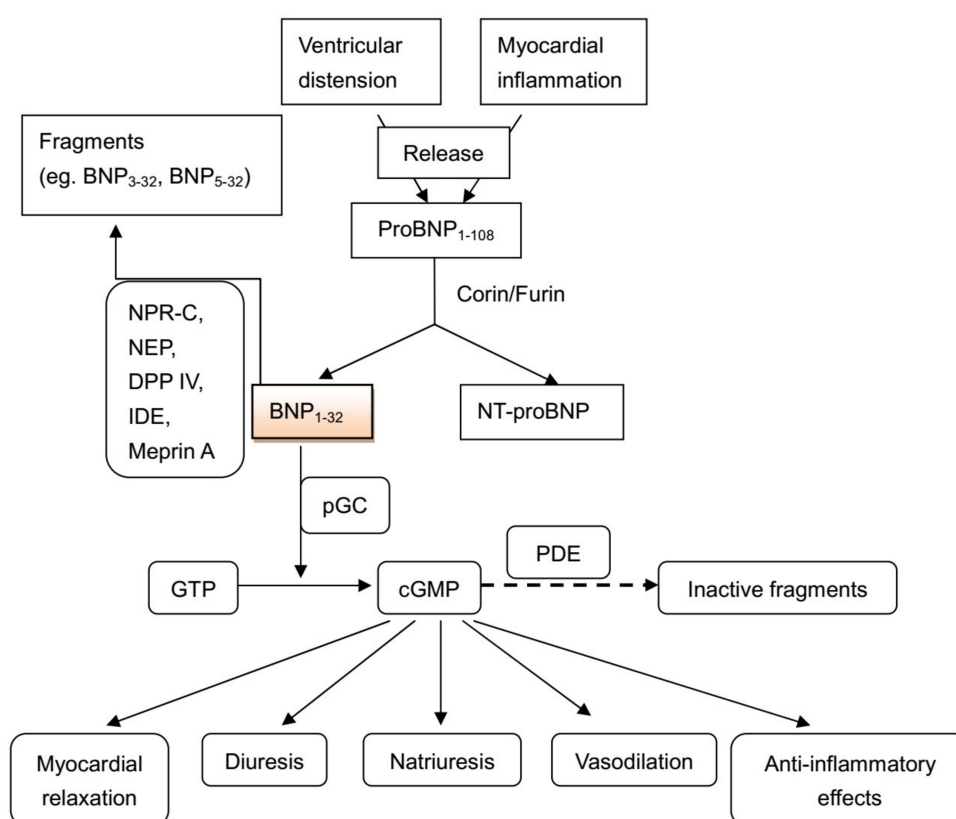 Ventricular
distension
Myocardial
inflammation
Fragments
(eg. BNP3-32, BNP5-32)
Release
ProBNP1-108
Corin/Furin
NPR-C,
NEP,
DPP IV,
IDE,
Meprin A
BNP1-32
NT-proBNP
pGC
PDE
GTP
cGMP
Inactive fragments
Myocardial
relaxation
Diuresis
Natriuresis
Vasodilation
Anti-inflammatory
effects